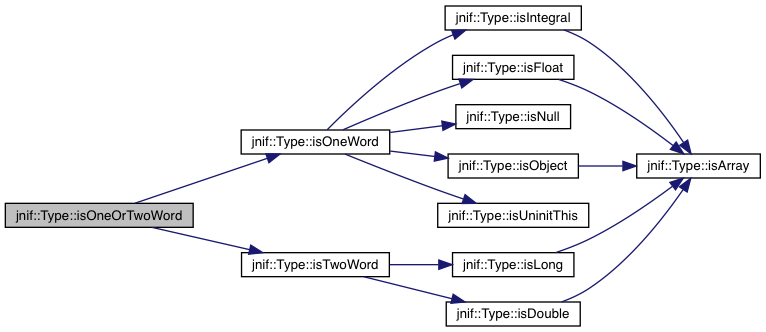 jnif::Type::isOneOrTwoWord
jnif::Type::isOneWord
jnif::Type::isTwoWord
jnif::Type::isIntegral
jnif::Type::isFloat
jnif::Type::isNull
jnif::Type::isObject
jnif::Type::isUninitThis
jnif::Type::isLong
jnif::Type::isDouble
jnif::Type::isArray